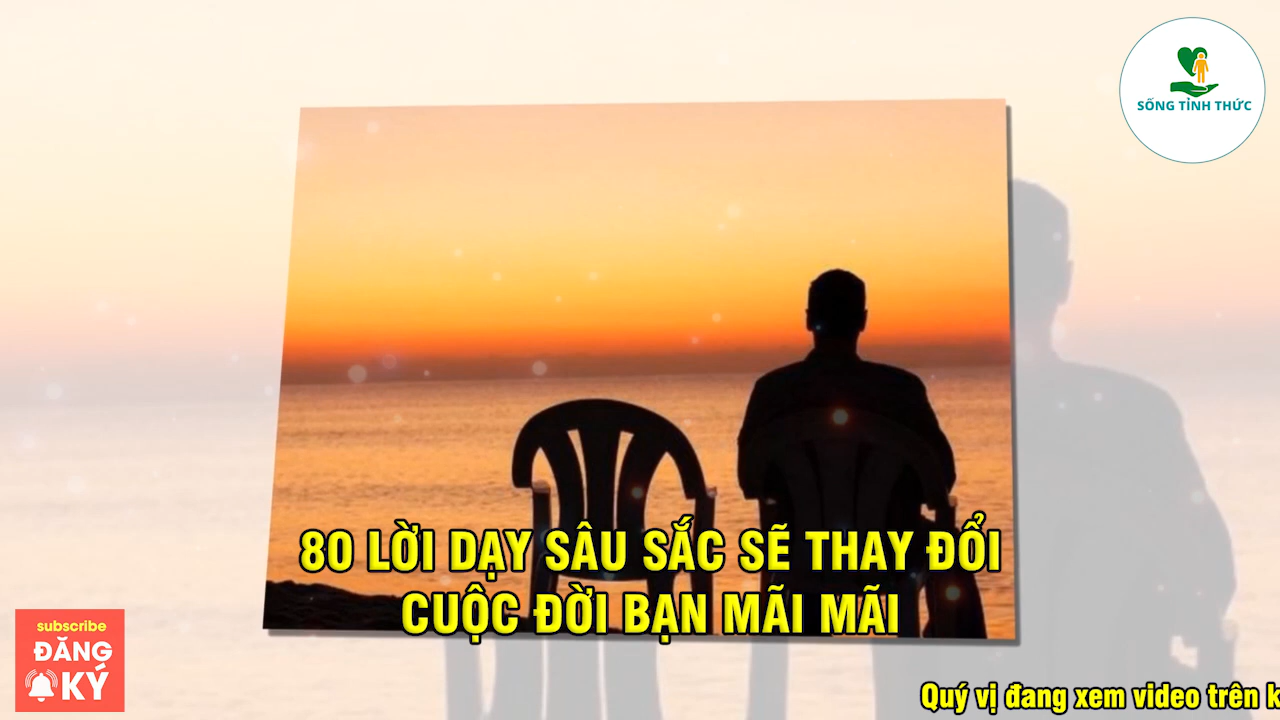 SỐNG TỈNH THỨC
80 LỜI DẠY SÂU SẮC SẼ THAY ĐỔI
CUỘC ĐỜI BẠN MÃI MÃI
subscribe
ĐĂNG
KÝ
Quý vị đang xem video trên